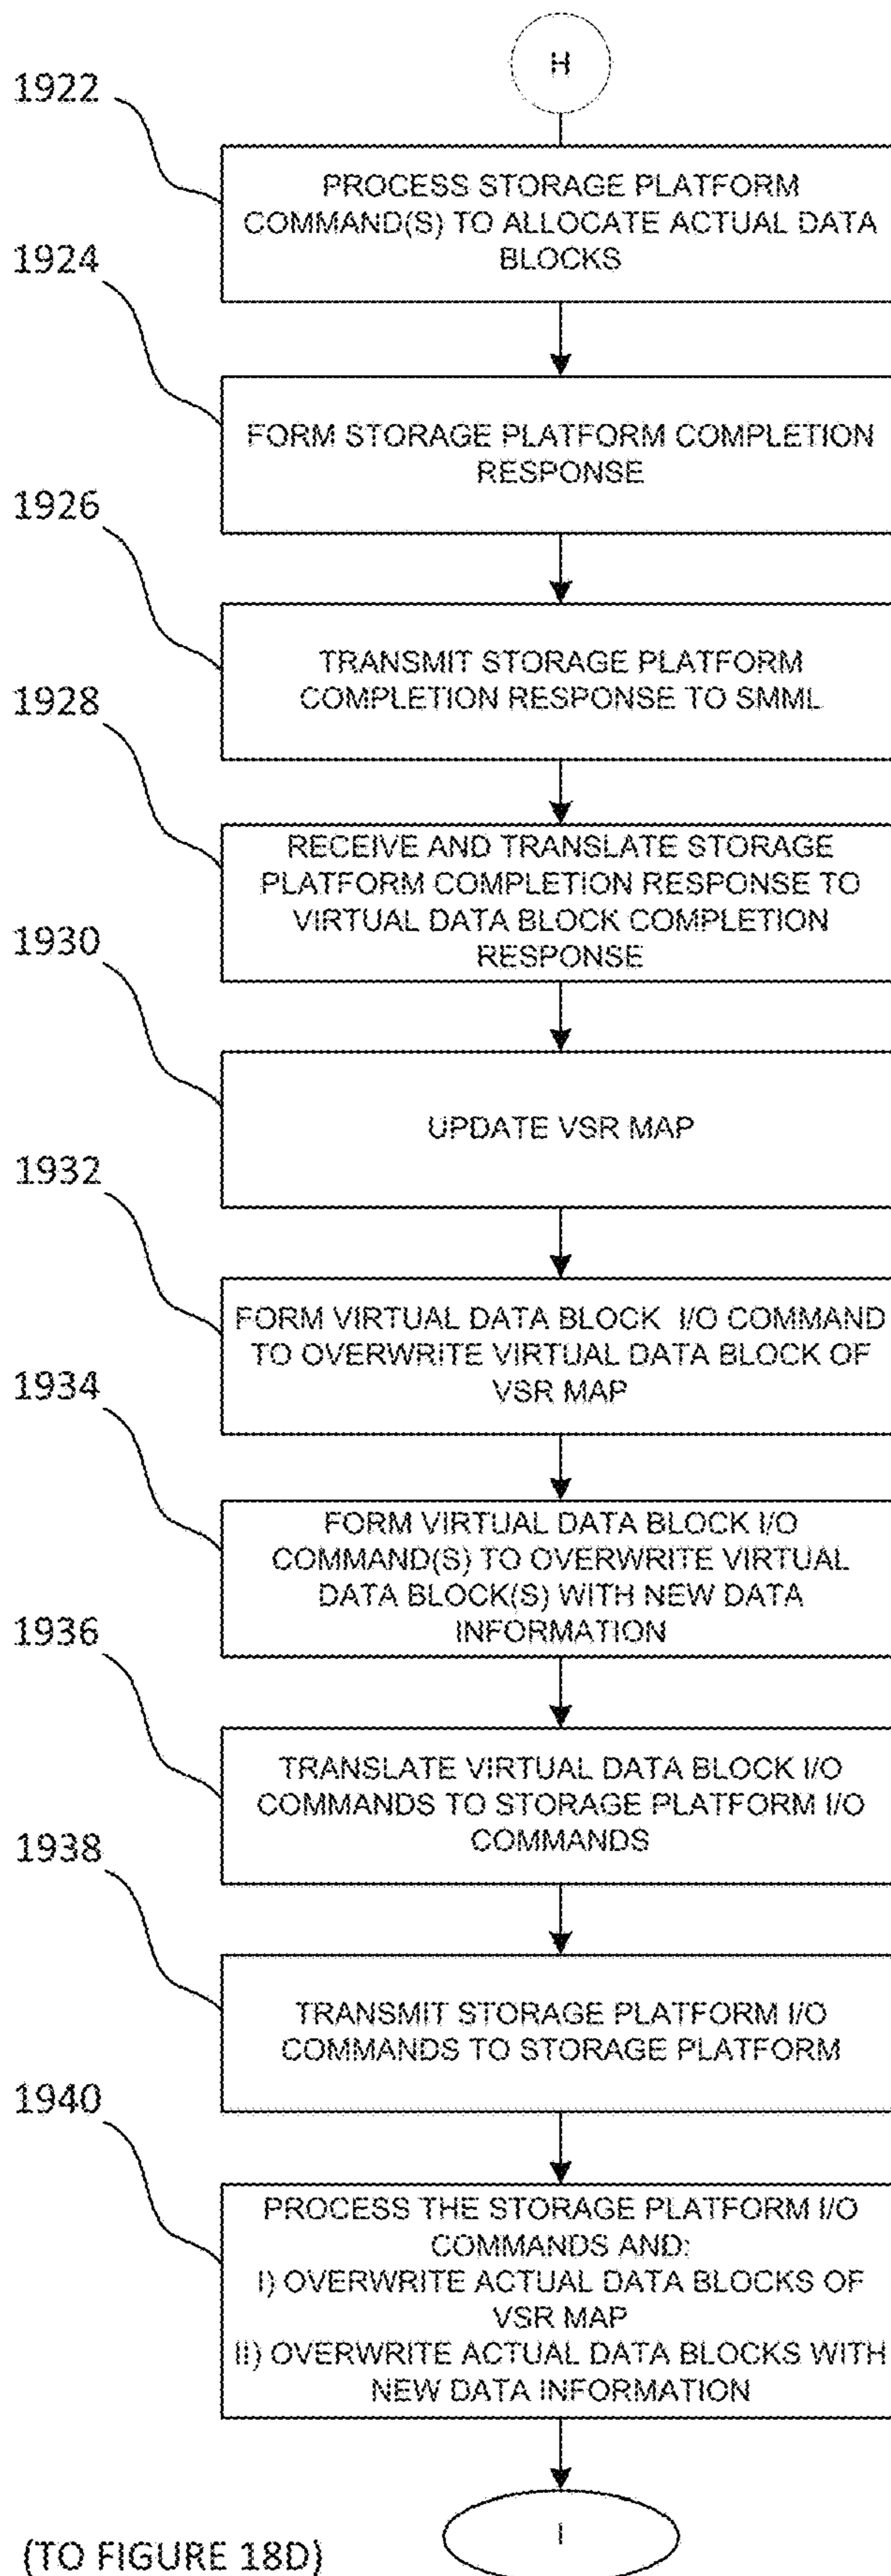 H
1922
PROCESS STORAGE PLATFORM
COMMAND(S) TO ALLOCATE ACTUAL DATA
BLOCKS
1924
FORM STORAGE PLATFORM COMPLETION
RESPONSE
1926
TRANSMIT STORAGE PLATFORM
COMPLETION RESPONSE TO SMML
1928
RECEIVE AND TRANSLATE STORAGE
PLATFORM COMPLETION RESPONSE TO
VIRTUAL DATA BLOCK COMPLETION
RESPONSE
1930
UPDATE VSR MAP
1932
FORM VIRTUAL DATA BLOCK I/O COMMAND
TO OVERWRITE VIRTUAL DATA BLOCK OF
VSR MAP
1934
FORM VIRTUAL DATA BLOCK I/O
COMMAND(S) TO OVERWRITE VIRTUAL
DATA BLOCK(S) WITH NEW DATA
INFORMATION
1936
TRANSLATE VIRTUAL DATA BLOCK I/O
COMMANDS TO STORAGE PLATFORM I/O
COMMANDS
1938
TRANSMIT STORAGE PLATFORM I/O
COMMANDS TO STORAGE PLATFORM
1940
PROCESS THE STORAGE PLATFORM I/O
COMMANDS AND:
I) OVERWRITE ACTUAL DATA BLOCKS OF
VSR MAP
II) OVERWRITE ACTUAL DATA BLOCKS WITH
NEW DATA INFORMATION
I
(TO FIGURE 18D)